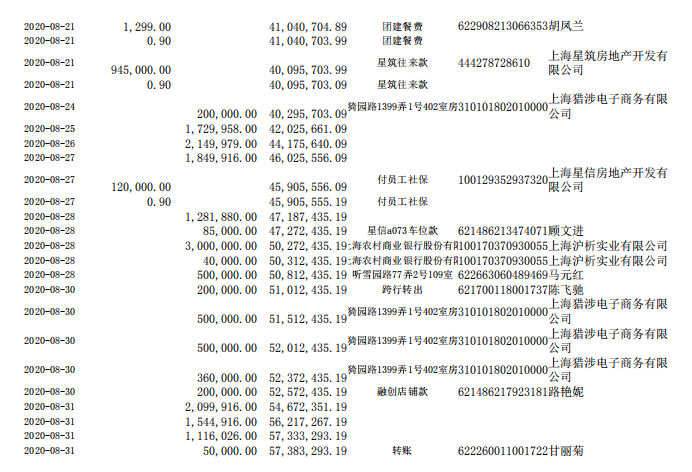 2020-08-21 1,299.00 41,040,704.89 团建餐费 622908213066353 胡凤兰
2020-08-21 0.90 41,040,703.99 团建餐费
2020-08-21 945,000.00 40,095,703.99 星筑往来款 444278728610 上海星筑房地产开发有
限公司
2020-08-21 0.90 40,095,703.09 星筑往来款
2020-08-24 200,000.00 40,295,703.09 猗园路1399弄1号402室房 310101802010000 上海猎涉电子商务有限
公司
2020-08-25 1,729,958.00 42,025,661.09
2020-08-26 2,149,979.00 44,175,640.09
2020-08-27 1,849,916.00 46,025,556.09
2020-08-27 120,000.00 45,905,556.09 付员工社保 100129352937320 上海星信房地产开发有
限公司
2020-08-27 0.90 45,905,555.19 付员工社保
2020-08-28 1,281,880.00 47,187,435.19
2020-08-28 85,000.00 47,272,435.19 星信a073车位款 621486213474071 顾文进
2020-08-28 3,000,000.00 50,272,435.19 海农村商业银行股份有 100170370930055 上海沪析实业有限公司
2020-08-28 40,000.00 50,312,435.19 海农村商业银行股份有 100170370930055 上海沪析实业有限公司
2020-08-28 500,000.00 50,812,435.19 听雪园路77弄2号109室 622663060489469 马元红
2020-08-30 200,000.00 51,012,435.19 跨行转出 621700118001737 陈飞驰
2020-08-30 500,000.00 51,512,435.19 猗园路1399弄1号402室房 310101802010000 上海猎涉电子商务有限
公司
2020-08-30 500,000.00 52,012,435.19 猗园路1399弄1号402室房 310101802010000 上海猎涉电子商务有限
公司
2020-08-30 360,000.00 52,372,435.19 猗园路1399弄1号402室房 310101802010000 上海猎涉电子商务有限
公司
2020-08-30 200,000.00 52,572,435.19 融创店铺款 621486217923181 路艳妮
2020-08-31 2,099,916.00 54,672,351.19
2020-08-31 1,544,916.00 56,217,267.19
2020-08-31 1,116,026.00 57,333,293.19
2020-08-31 50,000.00 57,383,293.19 转账 622260011001722 甘丽菊